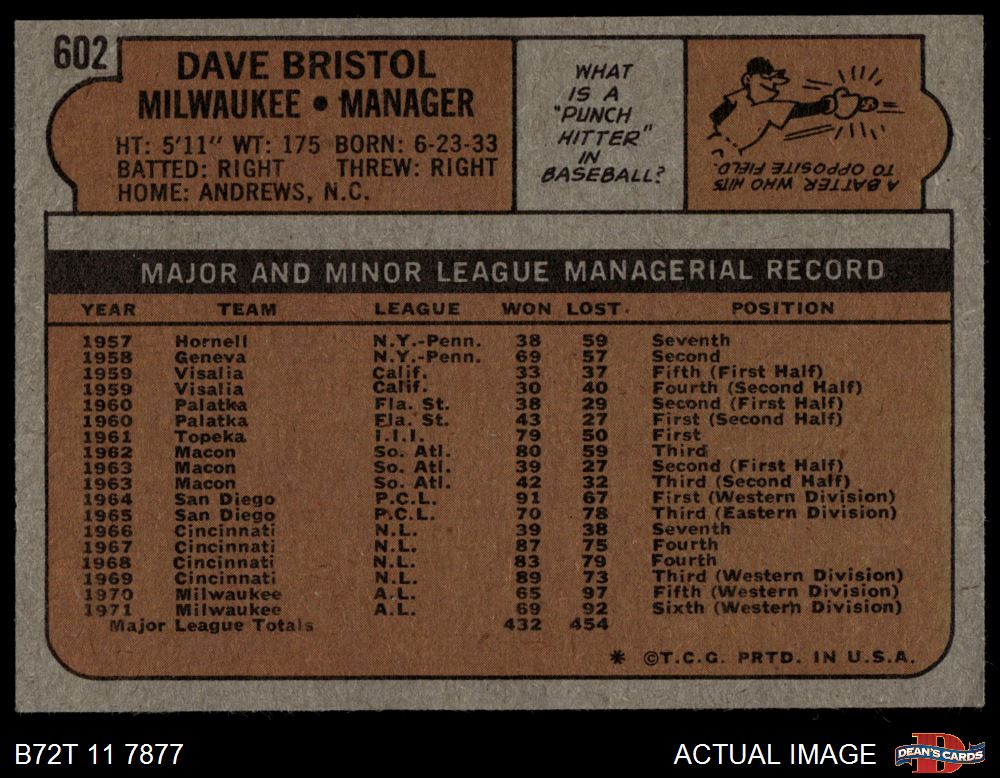 602
DAVE BRISTOL
MILWAUKEE • MANAGER
HT: 5'11" WT: 175 BORN: 6-23-33
BATTED: RIGHT THREW: RIGHT
HOME: ANDREWS, N.C.
WHAT
IS A
"PUNCH
HITTER"
IN
BASEBALL?
A BATTER WHO HITS
TO OPPOSITE FIELD.
MAJOR AND MINOR LEAGUE MANAGERIAL RECORD
YEAR TEAM LEAGUE WON LOST POSITION
1957 Hornell N.Y.-Penn. 38 59 Seventh
1958 Geneva N.Y.-Penn. 69 57 Second
1959 Visalia Calif. 33 37 Fifth (First Half)
1959 Visalia Calif. 30 40 Fourth (Second Half)
1960 Palatka Fla. St. 38 29 Second (First Half)
1960 Palatka Fla. St. 43 27 First (Second Half)
1961 Topeka I.I.I. 79 50 First
1962 Macon So. Atl. 80 59 Third
1963 Macon So. Atl. 39 27 Second (First Half)
1963 Macon So. Atl. 42 32 Third (Second Half)
1964 San Diego P.C.L. 91 67 First (Western Division)
1965 San Diego P.C.L. 70 78 Third (Eastern Division)
1966 Cincinnati N.L. 39 38 Seventh
1967 Cincinnati N.L. 87 75 Fourth
1968 Cincinnati N.L. 83 79 Fourth
1969 Cincinnati N.L. 89 73 Third (Western Division)
1970 Milwaukee A.L. 65 97 Fifth (Western Division)
1971 Milwaukee A.L. 69 92 Sixth (Western Division)
Major League Totals 432 454
* ©T.C.G. PRTD. IN U.S.A.
B72T 11 7877
ACTUAL IMAGE
DEAN'S CARDS